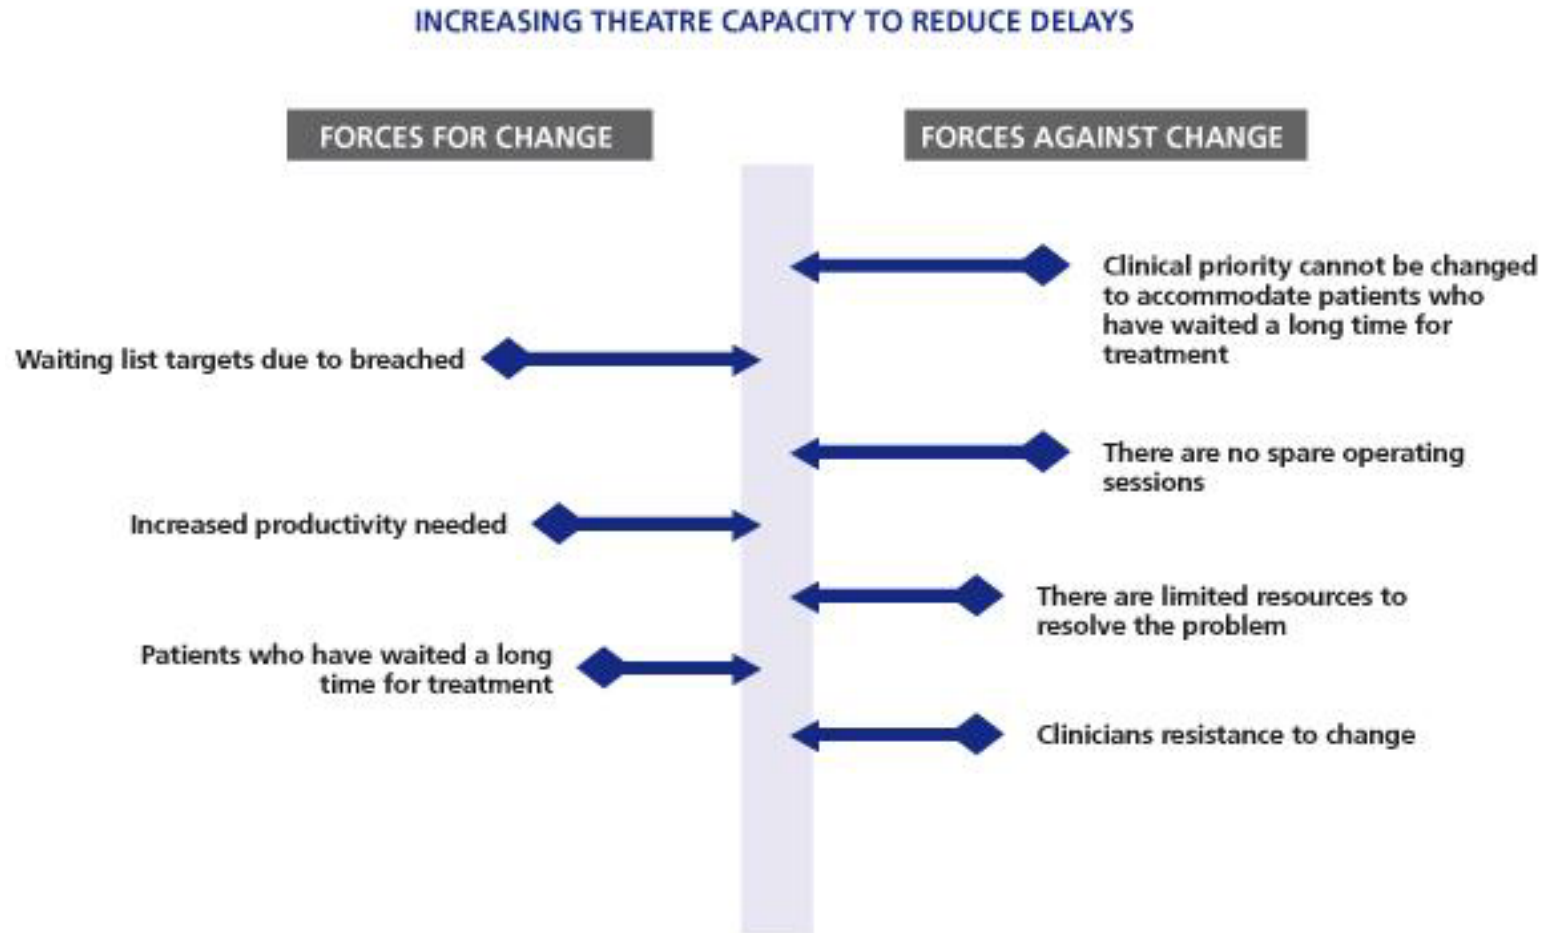 INCREASING THEATRE CAPACITY TO REDUCE DELAYS
FORCES FOR CHANGE
FORCES AGAINST CHANGE
Clinical priority cannot be changed
to accommodate patients who
have waited a long time for
treatment
Waiting list targets due to breached
There are no spare operating
sessions
Increased productivity needed
There are limited resources to
resolve the problem
Patients who have waited a long
time for treatment
Clinicians resistance to change